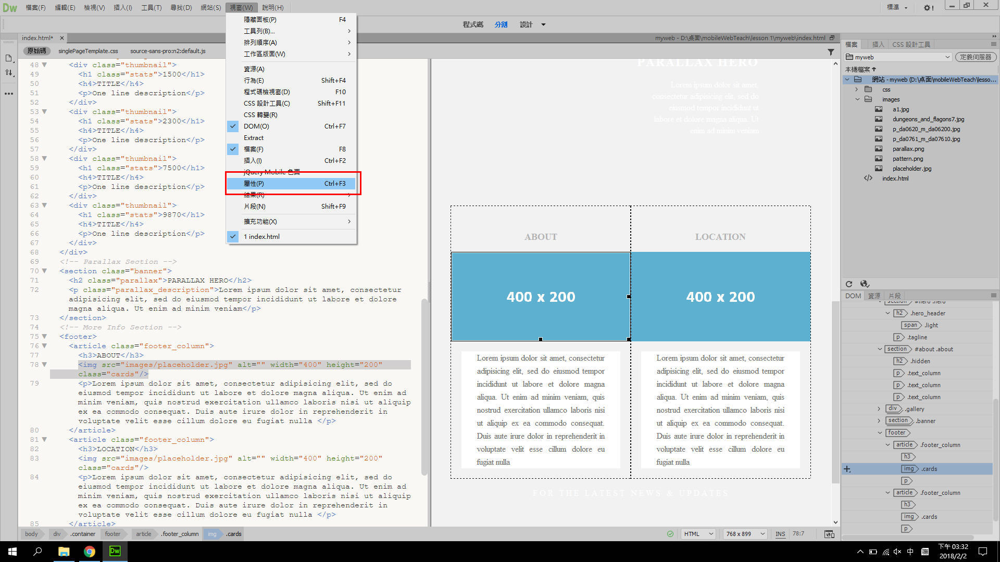 Dw 檔案(F) 編輯(E) 檢視(V) 插入(I) 工具(T) 尋找(D) 網站(S) 視窗(W) 說明(H) 標準
程式碼 分割 設計
index.html* myweb - D:\桌面\mobileWebTeach\lesson 1\myweb\index.html
原始碼 singlePageTemplate.css source-sans-pro:n2:default.js
隱藏面板(P) F4
工具列(B)...
排列順序(A)
工作區版面(W)
資源(A)
行為(E) Shift+F4
程式碼檢視窗(D) F10
CSS 設計工具(C) Shift+F11
CSS 轉變(R)
DOM(O) Ctrl+F7
Extract
檔案(F) F8
插入(I) Ctrl+F2
jQuery Mobile 色票
屬性(P) Ctrl+F3
結果(R)
片段(N) Shift+F9
擴充功能(X)
1 index.html
48 <div class="thumbnail">
49 <h1 class="stats">1500</h1>
50 <h4>TITLE</h4>
51 <p>One line description</p>
52 </div>
53 <div class="thumbnail">
54 <h1 class="stats">2300</h1>
55 <h4>TITLE</h4>
56 <p>One line description</p>
57 </div>
58 <div class="thumbnail">
59 <h1 class="stats">7500</h1>
60 <h4>TITLE</h4>
61 <p>One line description</p>
62 </div>
63 <div class="thumbnail">
64 <h1 class="stats">9870</h1>
65 <h4>TITLE</h4>
66 <p>One line description</p>
67 </div>
68 </div>
69 <!-- Parallax Section -->
70 <section class="banner">
71 <h2 class="parallax">PARALLAX HERO</h2>
72 <p class="parallax_description">Lorem ipsum dolor sit amet, consectetur
adipisicing elit, sed do eiusmod tempor incididunt ut labore et dolore
magna aliqua. Ut enim ad minim veniam</p>
73 </section>
74 <!-- More Info Section -->
75 <footer>
76 <article class="footer_column">
77 <h3>ABOUT</h3>
78 <img src="images/placeholder.jpg" alt="" width="400" height="200"
class="cards"/>
79 <p>Lorem ipsum dolor sit amet, consectetur adipisicing elit, sed do
eiusmod tempor incididunt ut labore et dolore magna aliqua. Ut enim ad
minim veniam, quis nostrud exercitation ullamco laboris nisi ut aliquip
ex ea commodo consequat. Duis aute irure dolor in reprehenderit in
voluptate velit esse cillum dolore eu fugiat nulla </p>
80 </article>
81 <article class="footer_column">
82 <h3>LOCATION</h3>
83 <img src="images/placeholder.jpg" alt="" width="400" height="200"
class="cards"/>
84 <p>Lorem ipsum dolor sit amet, consectetur adipisicing elit, sed do
eiusmod tempor incididunt ut labore et dolore magna aliqua. Ut enim ad
minim veniam, quis nostrud exercitation ullamco laboris nisi ut aliquip
ex ea commodo consequat. Duis aute irure dolor in reprehenderit in
voluptate velit esse cillum dolore eu fugiat nulla </p>
85 </article>
PARALLAX HERO
Lorem ipsum dolor sit amet,
consectetur adipisicing elit, sed do
eiusmod tempor incididunt ut
labore et dolore magna aliqua. Ut
enim ad minim veniam
ABOUT
400 x 200
Lorem ipsum dolor sit amet, consectetur
adipisicing elit, sed do eiusmod tempor
incididunt ut labore et dolore magna
aliqua. Ut enim ad minim veniam, quis
nostrud exercitation ullamco laboris nisi
ut aliquip ex ea commodo consequat.
Duis aute irure dolor in reprehenderit in
voluptate velit esse cillum dolore eu
fugiat nulla
LOCATION
400 x 200
Lorem ipsum dolor sit amet, consectetur
adipisicing elit, sed do eiusmod tempor
incididunt ut labore et dolore magna
aliqua. Ut enim ad minim veniam, quis
nostrud exercitation ullamco laboris nisi
ut aliquip ex ea commodo consequat.
Duis aute irure dolor in reprehenderit in
voluptate velit esse cillum dolore eu
fugiat nulla
FOR THE LATEST NEWS & UPDATES
檔案 插入 CSS 設計工具
myweb 定義伺服器
本機檔案
網站 - myweb (D:\桌面\mobileWebTeach\lesso...
css
images
a1.jpg
dungeons_and_flagons7.jpg
p_da0620_m_da06200.jpg
p_da0761_m_da07610.jpg
parallax.png
pattern.png
placeholder.jpg
index.html
DOM 資源 片段
section #hero .hero
h2 .hero_header
span .light
p .tagline
section #about .about
h2 .hidden
p .text_column
p .text_column
p .text_column
div .gallery
section .banner
footer
article .footer_column
h3
img .cards
p
article .footer_column
h3
img .cards
p
body div .container footer article .footer_column img .cards HTML 768 x 899 INS 78:7
Dw 中 下午 03:32
2018/2/2